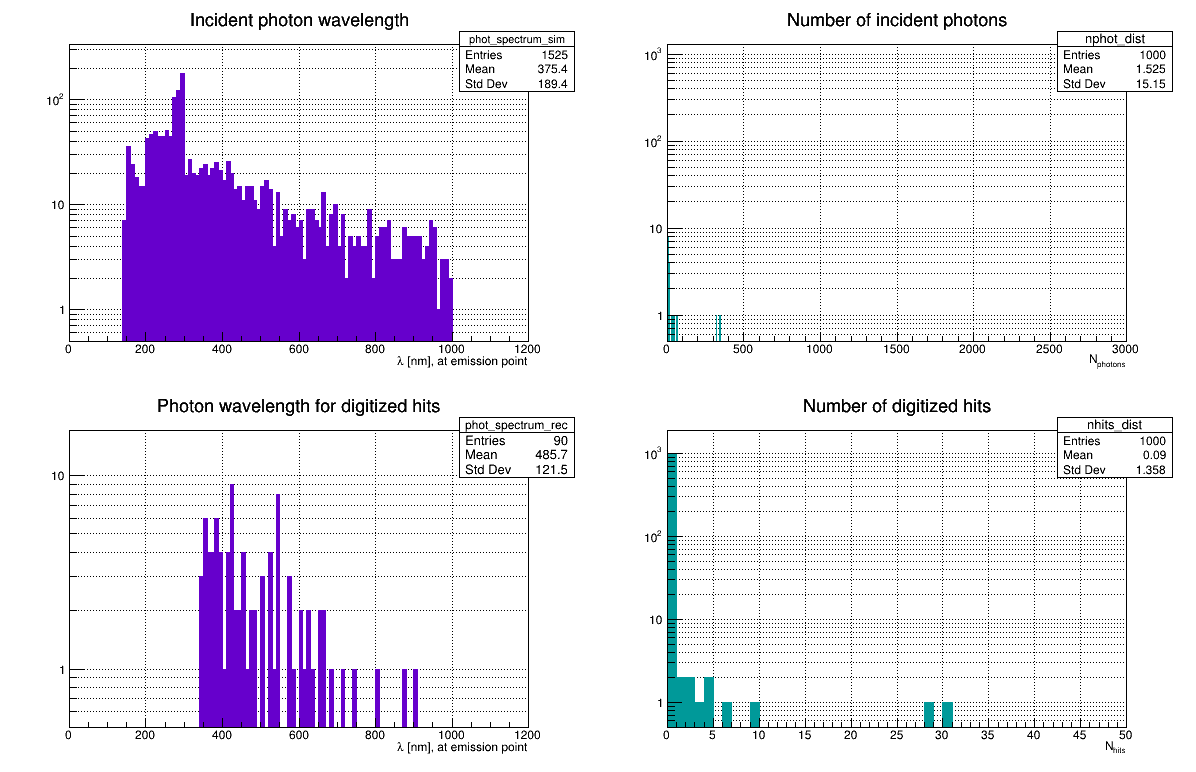 Incident photon wavelength
phot_spectrum_sim
Entries 1525
Mean 375.4
Std Dev 189.4
10²
10
1
0 200 400 600 800 1000 1200
λ [nm], at emission point
Number of incident photons
nphot_dist
Entries 1000
Mean 1.525
Std Dev 15.15
10³
10²
10
1
0 500 1000 1500 2000 2500 3000
N_photons
Photon wavelength for digitized hits
phot_spectrum_rec
Entries 90
Mean 485.7
Std Dev 121.5
10
1
0 200 400 600 800 1000 1200
λ [nm], at emission point
Number of digitized hits
nhits_dist
Entries 1000
Mean 0.09
Std Dev 1.358
10³
10²
10
1
0 5 10 15 20 25 30 35 40 45 50
N_hits